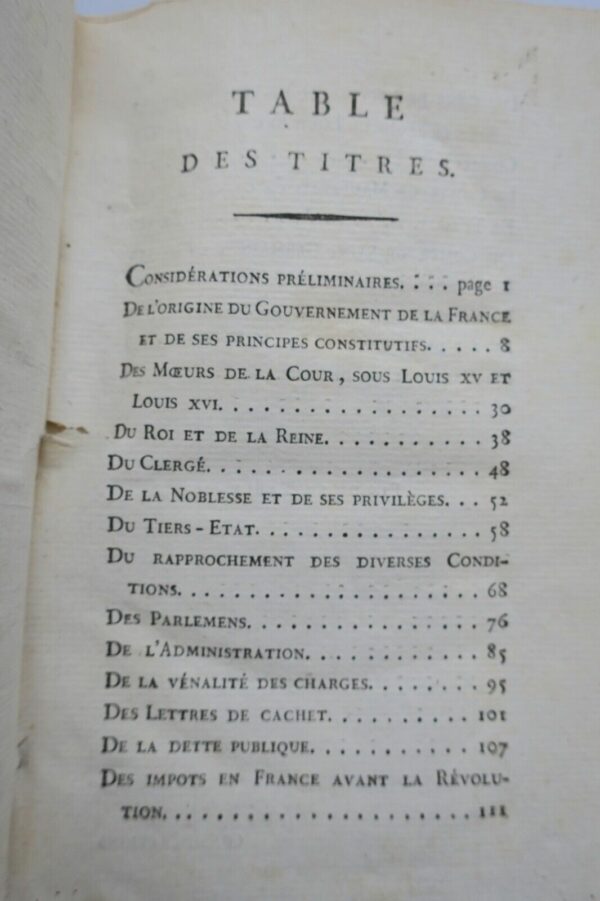 TABLE
DES TITRES.
CONSIDÉRATIONS PRÉLIMINAIRES. : : : page 1
DE L'ORIGINE DU GOUVERNEMENT DE LA FRANCE
ET DE SES PRINCIPES CONSTITUTIFS. . . . . 8
DES MŒURS DE LA COUR, SOUS LOUIS XV ET
LOUIS XVI. . . . . . . . . . . . . . . . . 30
DU ROI ET DE LA REINE. . . . . . . . . . . 38
DU CLERGÉ. . . . . . . . . . . . . . . . . 48
DE LA NOBLESSE ET DE SES PRIVILÈGES. . . 52
DU TIERS-ETAT. . . . . . . . . . . . . . 58
DU RAPPROCHEMENT DES DIVERSES CONDI-
TIONS. . . . . . . . . . . . . . . . . . . 68
DES PARLEMENS. . . . . . . . . . . . . . . 76
DE L'ADMINISTRATION. . . . . . . . . . . 85
DE LA VÉNALITÉ DES CHARGES. . . . . . . 95
DES LETTRES DE CACHET. . . . . . . . . 101
DE LA DETTE PUBLIQUE. . . . . . . . . . 107
DES IMPOTS EN FRANCE AVANT LA RÉVOLU-
TION. . . . . . . . . . . . . . . . . . . 111